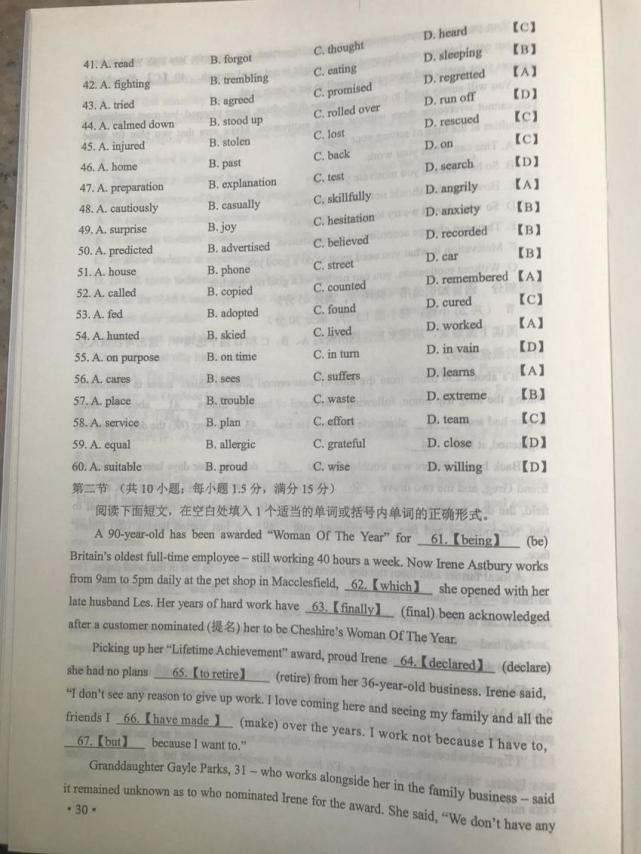 41. A. read B. forgot C. thought D. heard 【C】
42. A. fighting B. trembling C. eating D. sleeping 【B】
43. A. tried B. agreed C. promised D. regretted 【A】
44. A. calmed down B. stood up C. rolled over D. run off 【D】
45. A. injured B. stolen C. lost D. rescued 【C】
46. A. home B. past C. back D. on 【C】
47. A. preparation B. explanation C. test D. search 【D】
48. A. cautiously B. casually C. skillfully D. angrily 【A】
49. A. surprise B. joy C. hesitation D. anxiety 【B】
50. A. predicted B. advertised C. believed D. recorded 【B】
51. A. house B. phone C. street D. car 【B】
52. A. called B. copied C. counted D. remembered 【A】
53. A. fed B. adopted C. found D. cured 【C】
54. A. hunted B. skied C. lived D. worked 【A】
55. A. on purpose B. on time C. in turn D. in vain 【D】
56. A. cares B. sees C. suffers D. learns 【A】
57. A. place B. trouble C. waste D. extreme 【B】
58. A. service B. plan C. effort D. team 【C】
59. A. equal B. allergic C. grateful D. close 【D】
60. A. suitable B. proud C. wise D. willing 【D】
第二节 (共 10 小题; 每小题 1.5 分, 满分 15 分)
阅读下面短文, 在空白处填入 1 个适当的单词或括号内单词的正确形式。
A 90-year-old has been awarded “Woman Of The Year” for 61.【being】 (be)
Britain’s oldest full-time employee – still working 40 hours a week. Now Irene Astbury works
from 9am to 5pm daily at the pet shop in Macclesfield, 62.【which】 she opened with her
late husband Les. Her years of hard work have 63.【finally】 (final) been acknowledged
after a customer nominated (提名) her to be Cheshire’s Woman Of The Year.
Picking up her “Lifetime Achievement” award, proud Irene 64.【declared】 (declare)
she had no plans 65.【to retire】 (retire) from her 36-year-old business. Irene said,
“I don’t see any reason to give up work. I love coming here and seeing my family and all the
friends I 66.【have made 】 (make) over the years. I work not because I have to,
67.【but】 because I want to.”
Granddaughter Gayle Parks, 31 – who works alongside her in the family business – said
it remained unknown as to who nominated Irene for the award. She said, “We don’t have any
· 30 ·